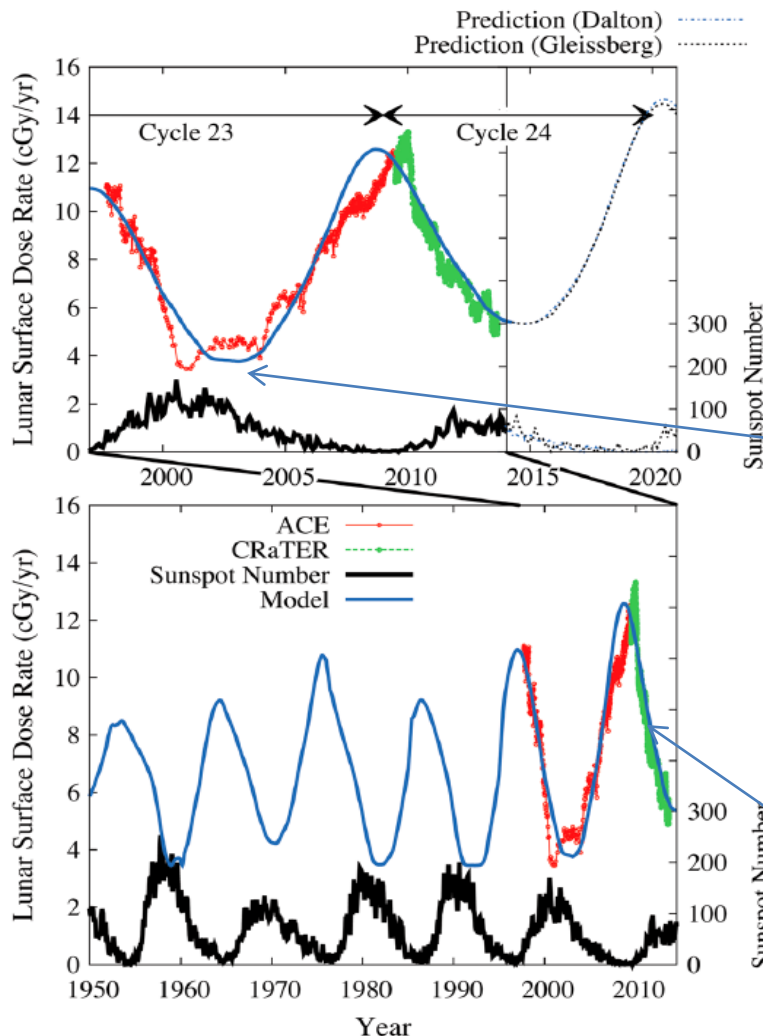 Prediction (Dalton)
Prediction (Gleissberg)
Lunar Surface Dose Rate (cGy/yr)
16
14
12
10
8
6
4
2
0
Cycle 23
Cycle 24
300
200
100
0
Sunspot Number
2000
2005
2010
2015
2020
Lunar Surface Dose Rate (cGy/yr)
16
14
12
10
8
6
4
2
0
ACE
CRaTER
Sunspot Number
Model
300
200
100
0
Sunspot Number
1950
1960
1970
1980
1990
2000
2010
Year